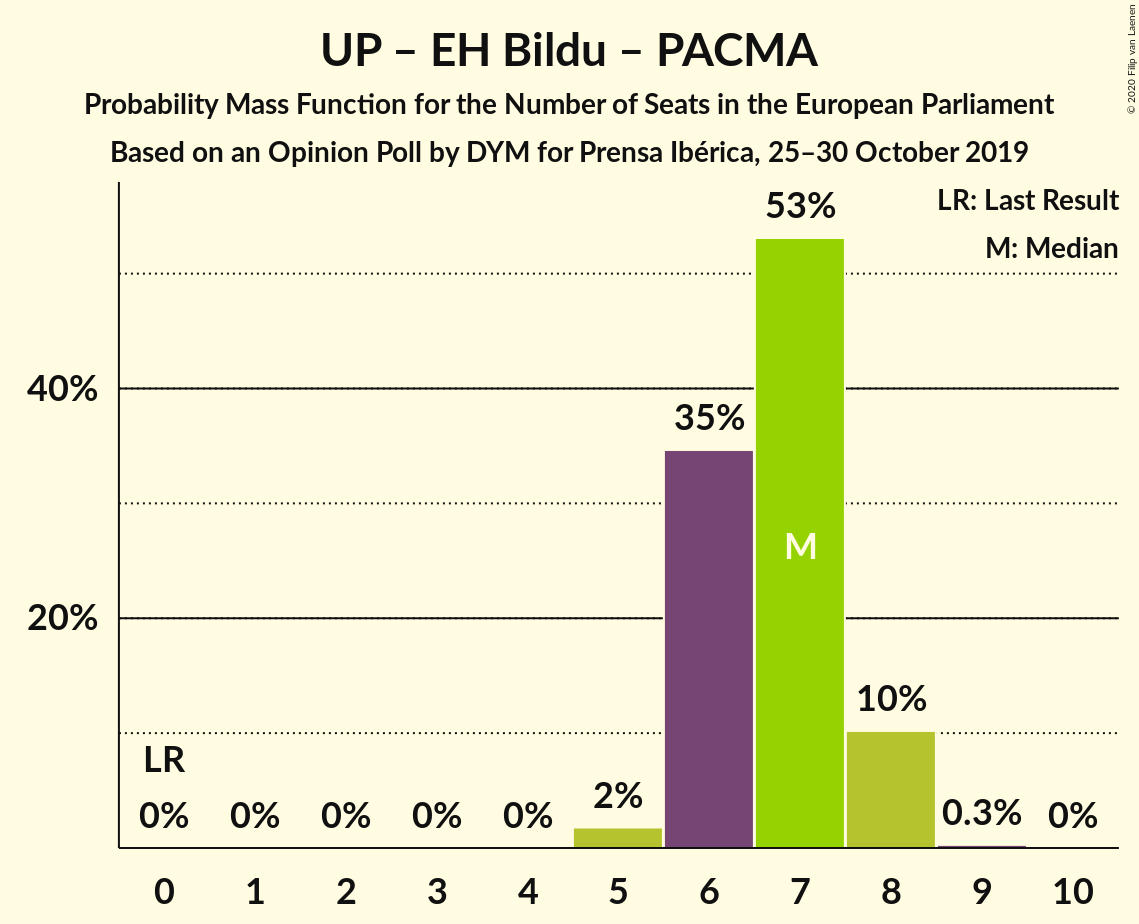 UP – EH Bildu – PACMA
Probability Mass Function for the Number of Seats in the European Parliament
Based on an Opinion Poll by DYM for Prensa Ibérica, 25–30 October 2019
© 2020 Filip van Laenen
LR: Last Result
M: Median
53%
40%
35%
M
20%
10%
LR
2%
0% 0% 0% 0% 0% 0.3% 0%
0 1 2 3 4 5 6 7 8 9 10